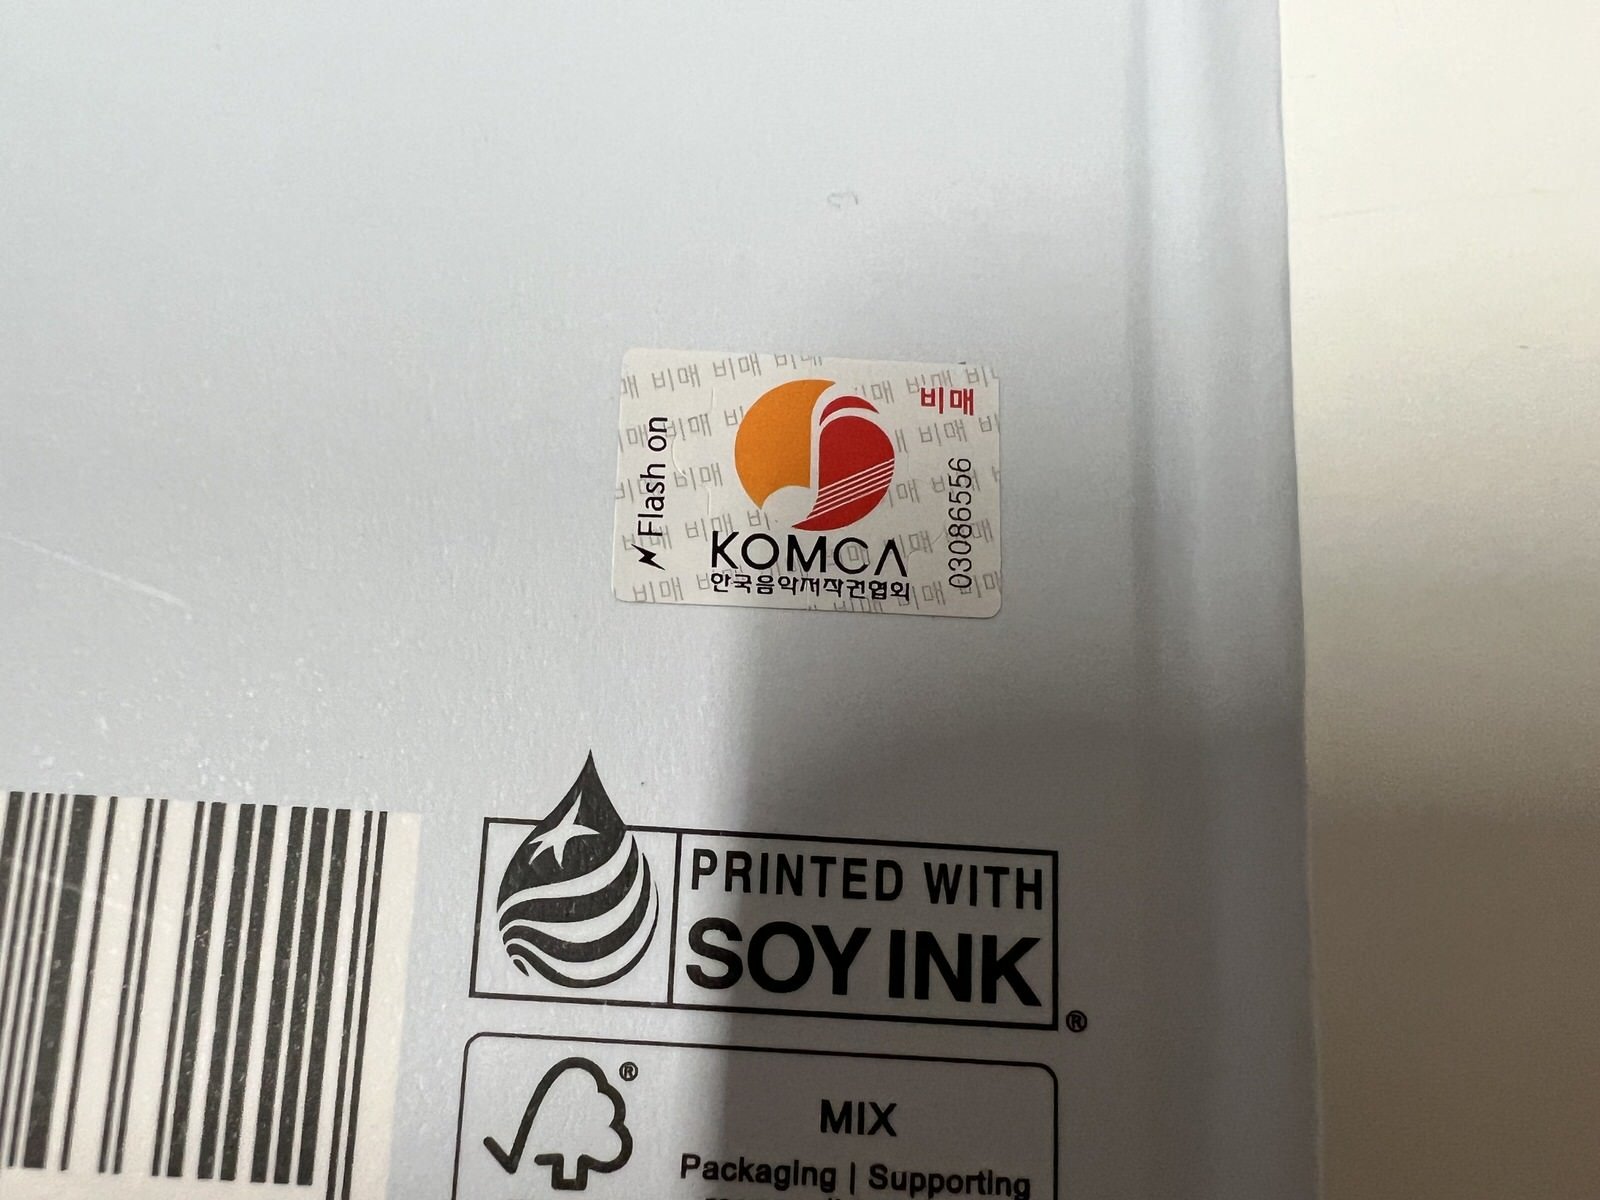 비매
Flash on
03086556
KOMCA
한국음악저작권협회
PRINTED WITH
SOY INK
®
®
MIX
Packaging | Supporting